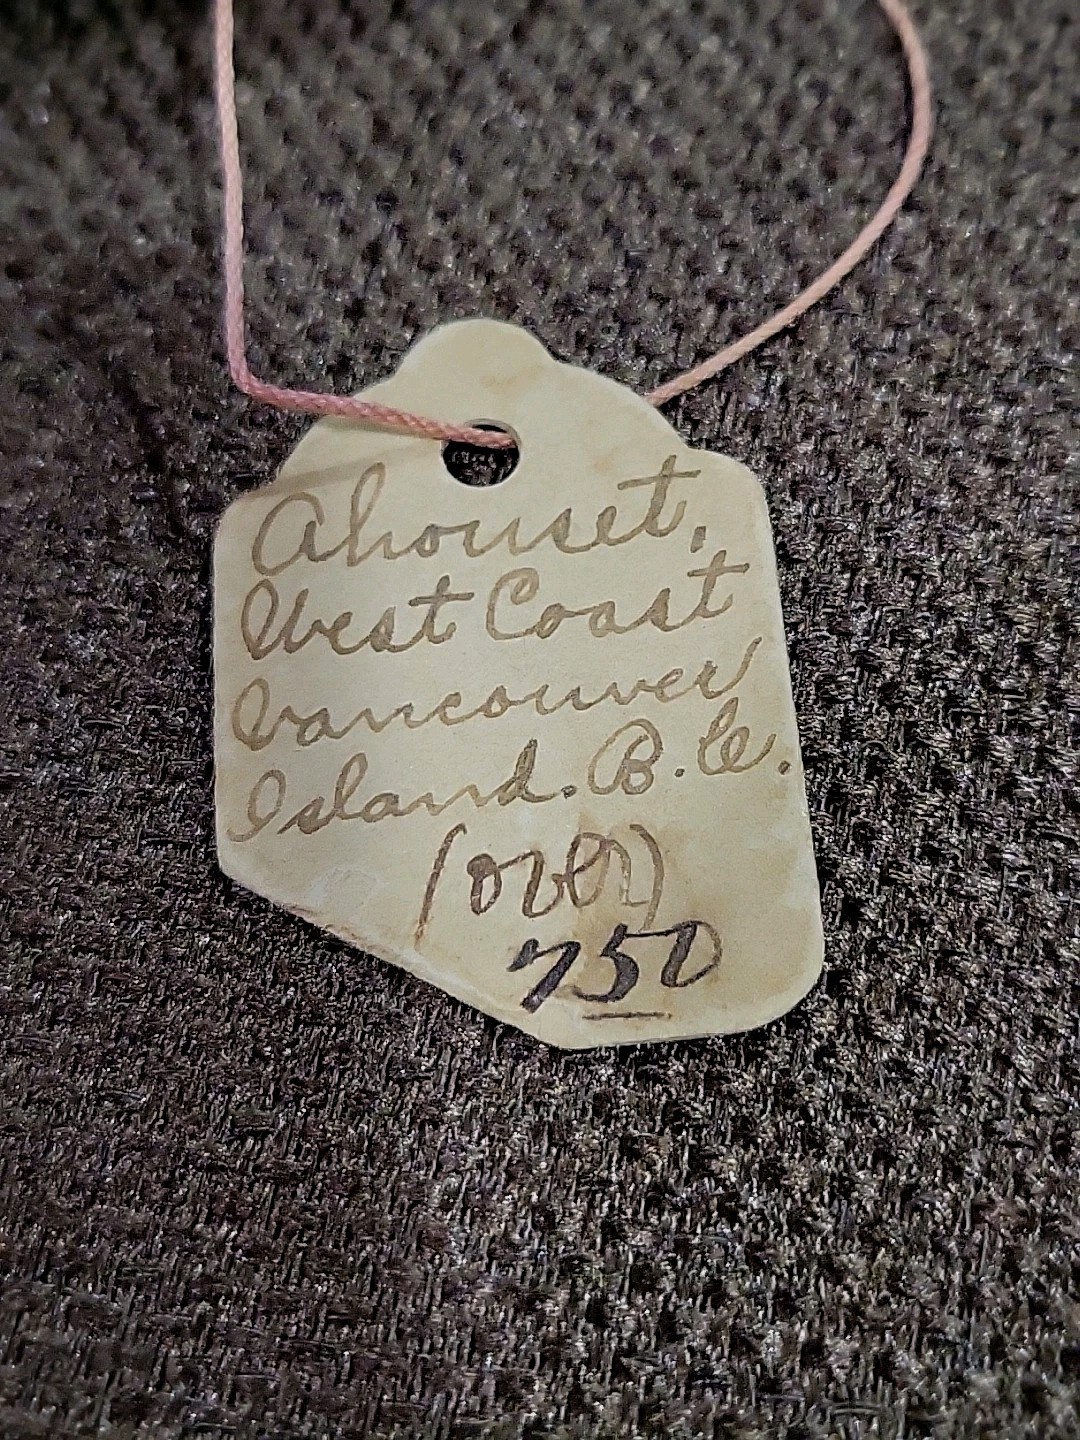 Ahouset,
West Coast
Vancouver
Island. B.C.
(over)
750